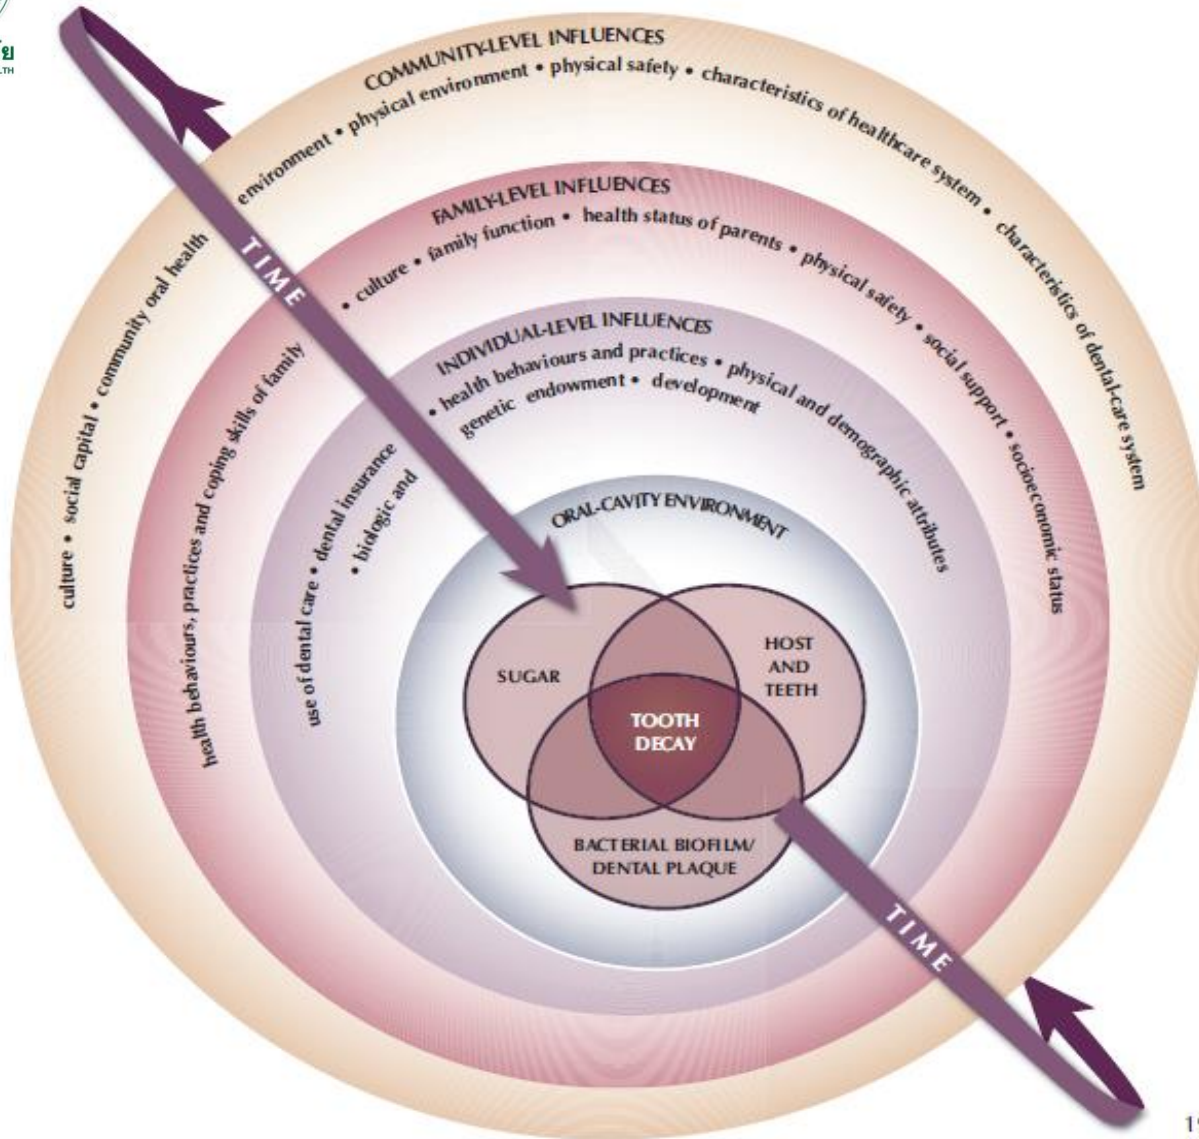 ัย
COMMUNITY-LEVEL INFLUENCES
culture • social capital • community oral health environment • physical environment • physical safety • characteristics of healthcare system • characteristics of dental-care system
FAMILY-LEVEL INFLUENCES
health behaviours, practices and coping skills of family • culture • family function • health status of parents • physical safety • social support • socioeconomic status
INDIVIDUAL-LEVEL INFLUENCES
use of dental care • dental insurance • health behaviours and practices • physical and demographic attributes
• biologic and genetic endowment • development
ORAL-CAVITY ENVIRONMENT
TIME
SUGAR
HOST
AND
TEETH
TOOTH
DECAY
BACTERIAL BIOFILM/
DENTAL PLAQUE
TIME